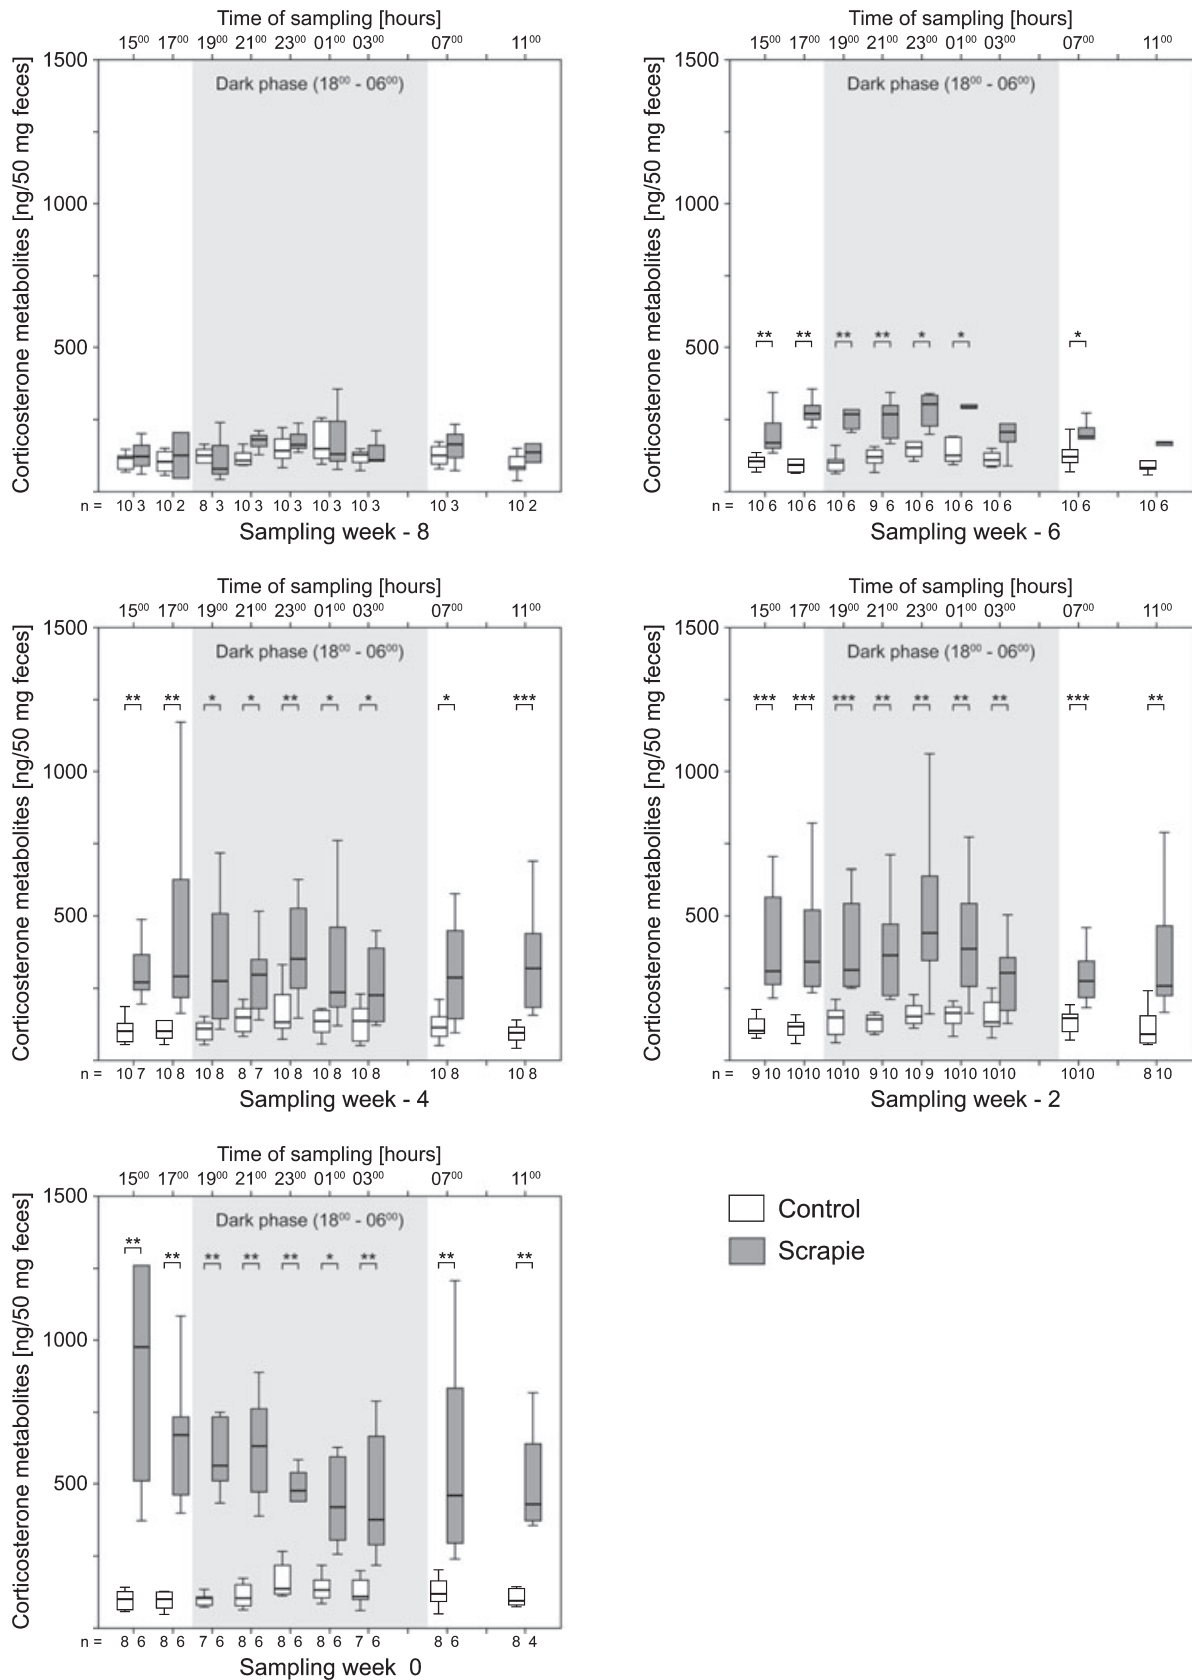 Time of sampling [hours]
15⁰⁰ 17⁰⁰ 19⁰⁰ 21⁰⁰ 23⁰⁰ 01⁰⁰ 03⁰⁰ 07⁰⁰ 11⁰⁰
Dark phase (18⁰⁰ - 06⁰⁰)
Corticosterone metabolites [ng/50 mg feces]
1500
1000
500
n = 10 3 10 2 8 3 10 3 10 3 10 3 10 3 10 3 10 2
Sampling week - 8
Time of sampling [hours]
15⁰⁰ 17⁰⁰ 19⁰⁰ 21⁰⁰ 23⁰⁰ 01⁰⁰ 03⁰⁰ 07⁰⁰ 11⁰⁰
Dark phase (18⁰⁰ - 06⁰⁰)
Corticosterone metabolites [ng/50 mg feces]
1500
1000
500
** ** ** ** * * *
n = 10 6 10 6 10 6 9 6 10 6 10 6 10 6 10 6 10 6
Sampling week - 6
Time of sampling [hours]
15⁰⁰ 17⁰⁰ 19⁰⁰ 21⁰⁰ 23⁰⁰ 01⁰⁰ 03⁰⁰ 07⁰⁰ 11⁰⁰
Dark phase (18⁰⁰ - 06⁰⁰)
Corticosterone metabolites [ng/50 mg feces]
1500
1000
500
** ** * * ** * * * ***
n = 10 7 10 8 10 8 8 7 10 8 10 8 10 8 10 8 10 8
Sampling week - 4
Time of sampling [hours]
15⁰⁰ 17⁰⁰ 19⁰⁰ 21⁰⁰ 23⁰⁰ 01⁰⁰ 03⁰⁰ 07⁰⁰ 11⁰⁰
Dark phase (18⁰⁰ - 06⁰⁰)
Corticosterone metabolites [ng/50 mg feces]
1500
1000
500
*** *** *** ** ** ** ** *** **
n = 9 10 10 10 10 10 9 10 10 9 10 10 10 10 10 10 8 10
Sampling week - 2
Time of sampling [hours]
15⁰⁰ 17⁰⁰ 19⁰⁰ 21⁰⁰ 23⁰⁰ 01⁰⁰ 03⁰⁰ 07⁰⁰ 11⁰⁰
Dark phase (18⁰⁰ - 06⁰⁰)
Corticosterone metabolites [ng/50 mg feces]
1500
1000
500
** ** ** ** ** * ** ** **
n = 8 6 8 6 7 6 8 6 8 6 8 6 7 6 8 6 8 4
Sampling week 0
Control
Scrapie